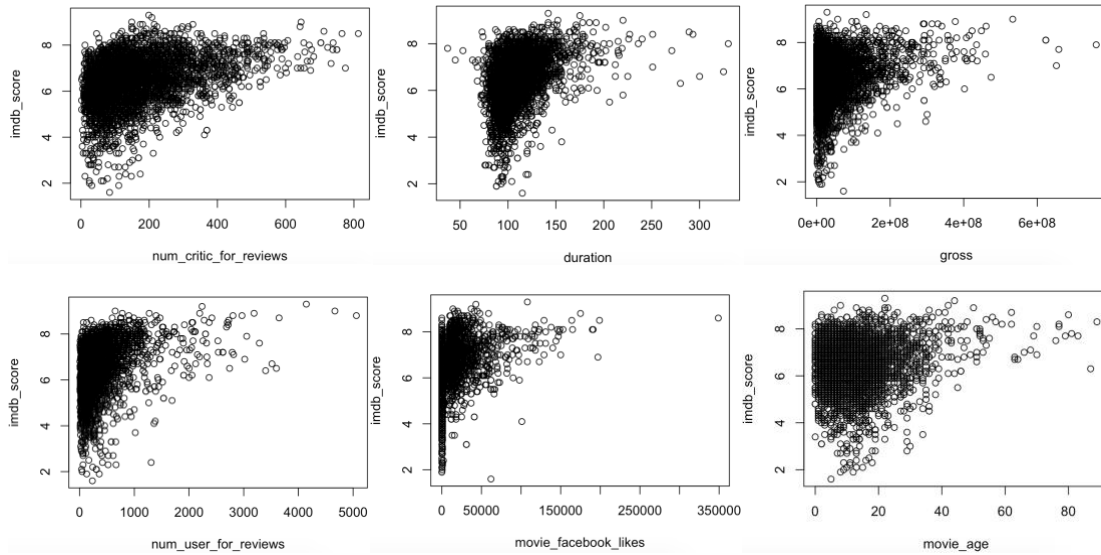 imdb_score
2 4 6 8
0 200 400 600 800
num_critic_for_reviews
imdb_score
2 4 6 8
50 100 150 200 250 300
duration
imdb_score
2 4 6 8
0e+00 2e+08 4e+08 6e+08
gross
imdb_score
2 4 6 8
0 1000 2000 3000 4000 5000
num_user_for_reviews
imdb_score
2 4 6 8
0 50000 150000 250000 350000
movie_facebook_likes
imdb_score
2 4 6 8
0 20 40 60 80
movie_age